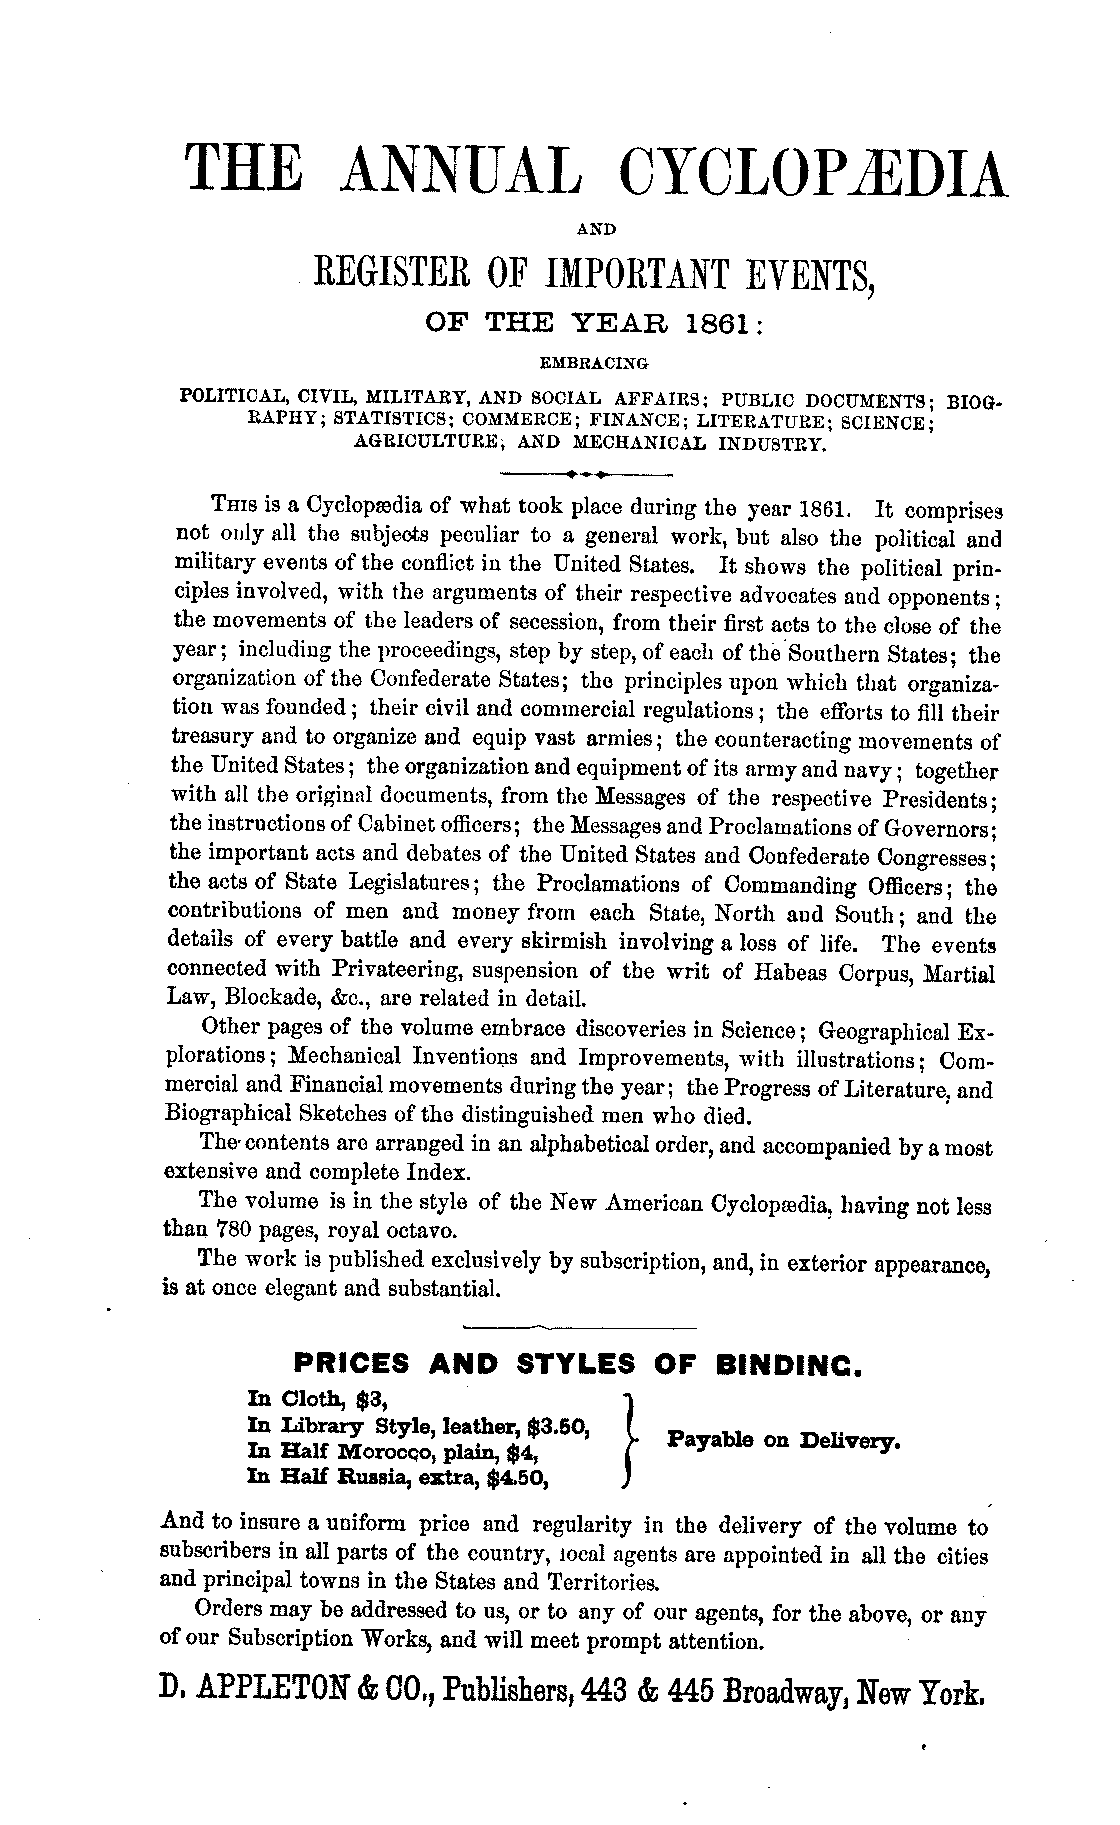 THE ANNUAL CYCLOPÆDIA
AND
REGISTER OF IMPORTANT EVENTS,
OF THE YEAR 1861:
EMBRACING
POLITICAL, CIVIL, MILITARY, AND SOCIAL AFFAIRS; PUBLIC DOCUMENTS; BIOG-
RAPHY; STATISTICS; COMMERCE; FINANCE; LITERATURE; SCIENCE;
AGRICULTURE, AND MECHANICAL INDUSTRY.
THIS is a Cyclopædia of what took place during the year 1861. It comprises
not only all the subjects peculiar to a general work, but also the political and
military events of the conflict in the United States. It shows the political prin-
ciples involved, with the arguments of their respective advocates and opponents;
the movements of the leaders of secession, from their first acts to the close of the
year; including the proceedings, step by step, of each of the Southern States; the
organization of the Confederate States; the principles upon which that organiza-
tion was founded; their civil and commercial regulations; the efforts to fill their
treasury and to organize and equip vast armies; the counteracting movements of
the United States; the organization and equipment of its army and navy; together
with all the original documents, from the Messages of the respective Presidents;
the instructions of Cabinet officers; the Messages and Proclamations of Governors;
the important acts and debates of the United States and Confederate Congresses;
the acts of State Legislatures; the Proclamations of Commanding Officers; the
contributions of men and money from each State, North and South; and the
details of every battle and every skirmish involving a loss of life. The events
connected with Privateering, suspension of the writ of Habeas Corpus, Martial
Law, Blockade, &c., are related in detail.
Other pages of the volume embrace discoveries in Science; Geographical Ex-
plorations; Mechanical Inventions and Improvements, with illustrations; Com-
mercial and Financial movements during the year; the Progress of Literature, and
Biographical Sketches of the distinguished men who died.
The contents are arranged in an alphabetical order, and accompanied by a most
extensive and complete Index.
The volume is in the style of the New American Cyclopædia, having not less
than 780 pages, royal octavo.
The work is published exclusively by subscription, and, in exterior appearance,
is at once elegant and substantial.
PRICES AND STYLES OF BINDING.
In Cloth, $3,
In Library Style, leather, $3.50,
In Half Morocco, plain, $4,
In Half Russia, extra, $4.50,
Payable on Delivery.
And to insure a uniform price and regularity in the delivery of the volume to
subscribers in all parts of the country, local agents are appointed in all the cities
and principal towns in the States and Territories.
Orders may be addressed to us, or to any of our agents, for the above, or any
of our Subscription Works, and will meet prompt attention.
D. APPLETON & CO., Publishers, 443 & 445 Broadway, New York.